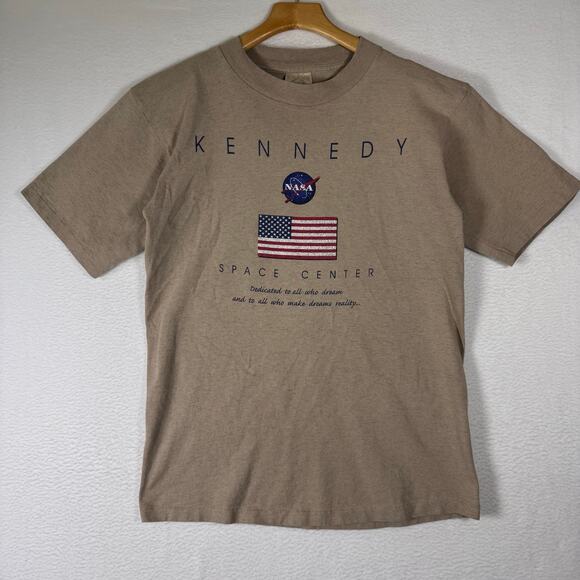 KENNEDY
NASA
SPACE CENTER
Dedicated to all who dream
and to all who make dreams reality...